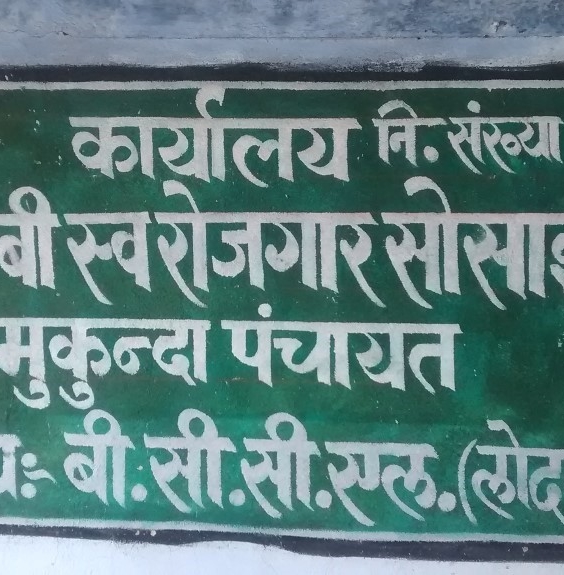 कार्यालय नि. संख्या
बी स्वरोजगार सोसाइ
मुकुन्दा पंचायत
बी.सी.सी.एल.(लोद